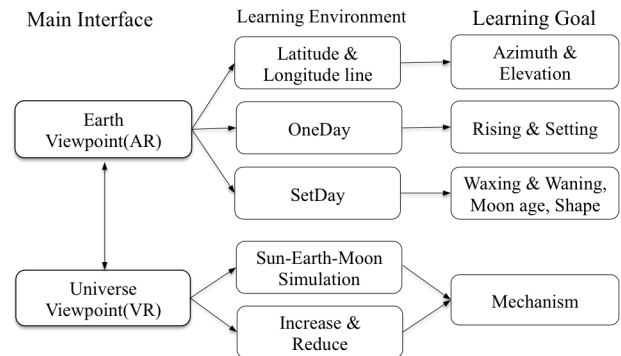 Main Interface
Learning Environment
Learning Goal
Latitude &
Longitude line
Azimuth &
Elevation
Earth
Viewpoint(AR)
OneDay
Rising & Setting
SetDay
Waxing & Waning,
Moon age, Shape
Universe
Viewpoint(VR)
Sun-Earth-Moon
Simulation
Increase &
Reduce
Mechanism